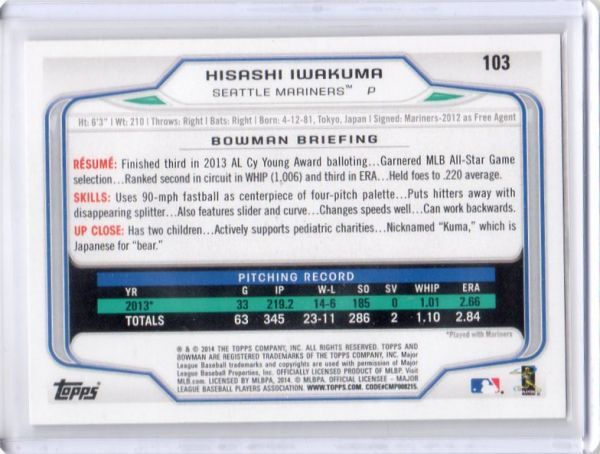 103
HISASHI IWAKUMA
SEATTLE MARINERS™ P
Ht: 6'3" | Wt: 210 | Throws: Right | Bats: Right | Born: 4-12-81, Tokyo, Japan | Signed: Mariners-2012 as Free Agent
BOWMAN BRIEFING
RÉSUMÉ: Finished third in 2013 AL Cy Young Award balloting...Garnered MLB All-Star Game
selection...Ranked second in circuit in WHIP (1,006) and third in ERA...Held foes to .220 average.
SKILLS: Uses 90-mph fastball as centerpiece of four-pitch palette...Puts hitters away with
disappearing splitter...Also features slider and curve...Changes speeds well...Can work backwards.
UP CLOSE: Has two children...Actively supports pediatric charities...Nicknamed "Kuma," which is
Japanese for "bear."
PITCHING RECORD
YR G IP W-L SO SV WHIP ERA
2013* 33 219.2 14-6 185 0 1.01 2.66
TOTALS 63 345 23-11 286 2 1.10 2.84
*Played with Mariners
® & © 2014 THE TOPPS COMPANY, INC. ALL RIGHTS RESERVED. TOPPS AND
BOWMAN ARE REGISTERED TRADEMARKS OF THE TOPPS COMPANY, INC. Major
League Baseball trademarks and copyrights are used with permission of Major
League Baseball Properties, Inc. OFFICIALLY LICENSED PRODUCT OF MLBP. Visit
MLB.com. LICENSED BY MLBPA, 2014. © MLBPA. OFFICIAL LICENSEE – MAJOR
LEAGUE BASEBALL PLAYERS ASSOCIATION. WWW.TOPPS.COM. CODE#CMP008215.
Topps